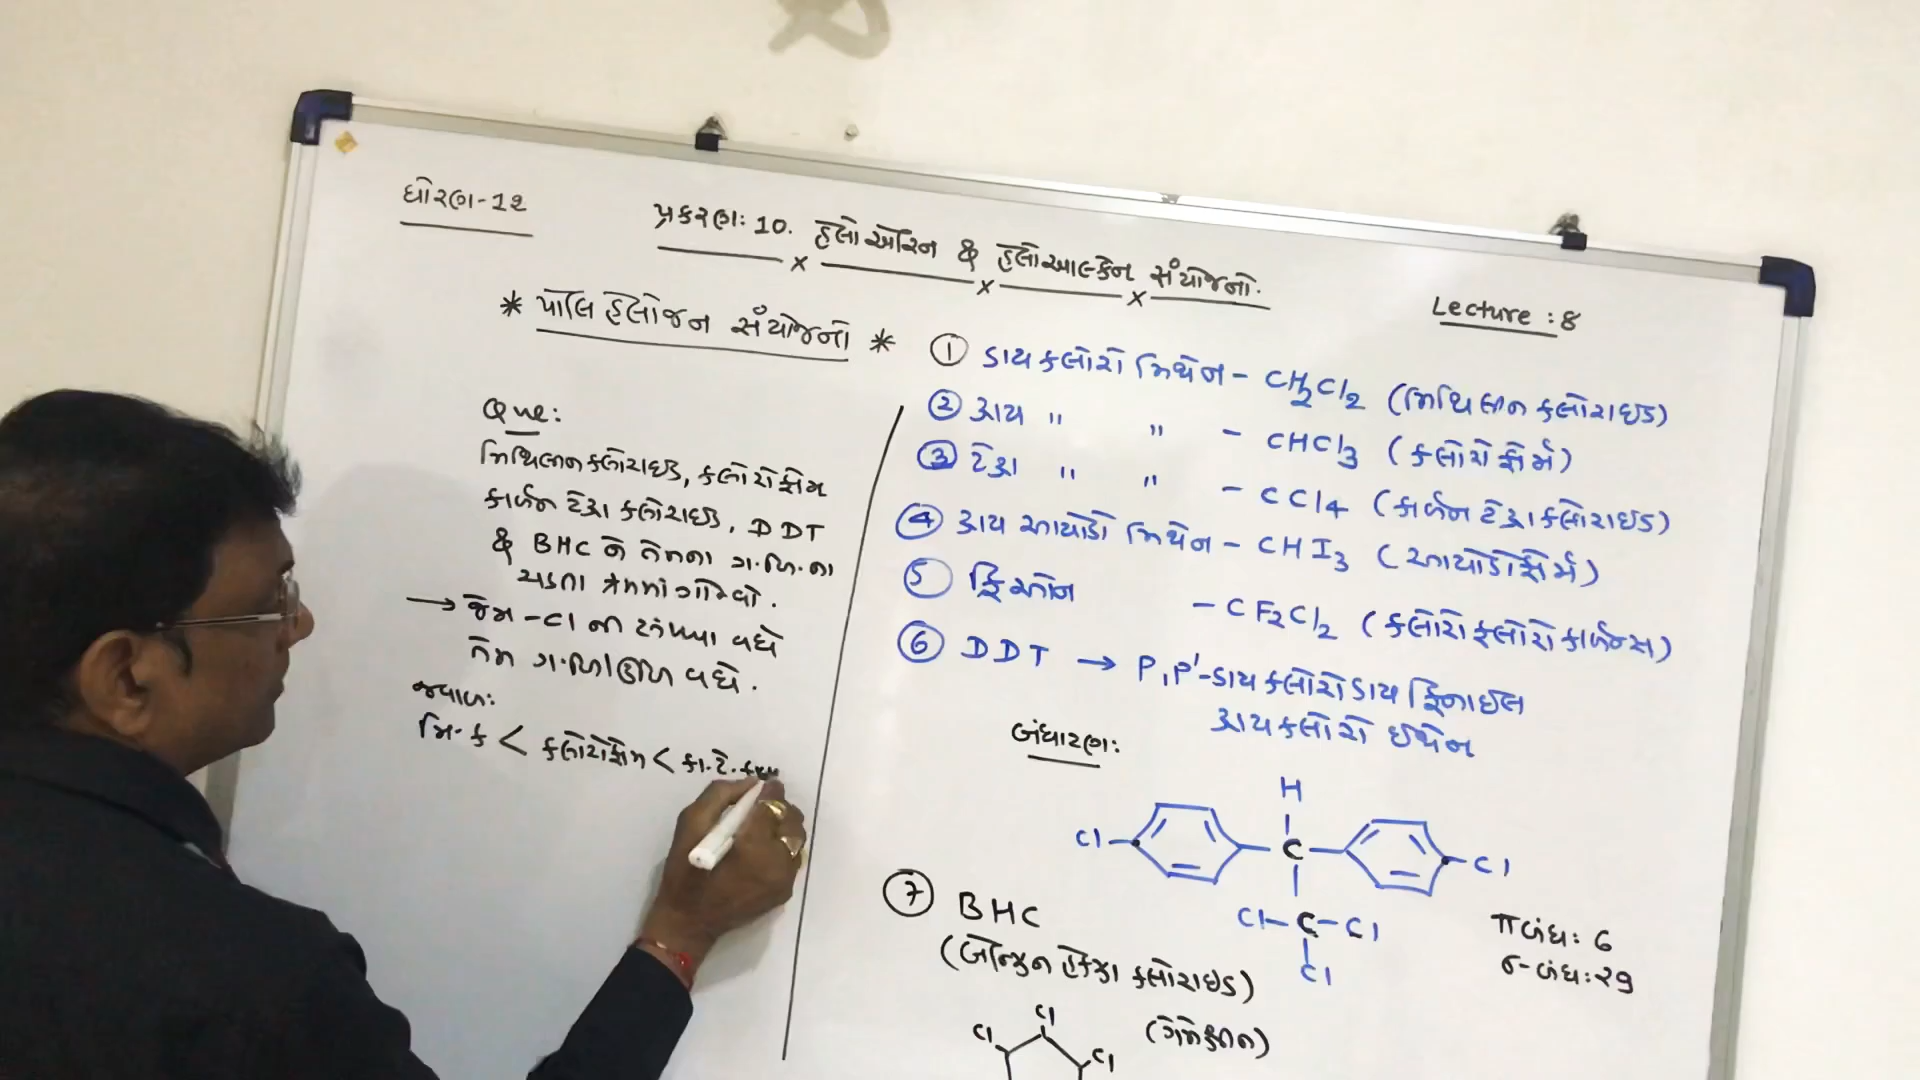 ધોરણ-૧૨
પ્રકરણ: 10. હેલોએરિન & હેલોઆલ્કેન સંયોજનો.
Lecture : 8
* પોલિ હેલોજન સંયોજનો *
Que:
મિથિલીન ક્લોરાઇડ, ક્લોરોફોર્મ
કાર્બન ટેટ્રા ક્લોરાઇડ, DDT
& BHC ને તેમના ગ.બિ.ના
ચડતા ક્રમમાં ગોઠવો.
→ જેમ -Cl ની સંખ્યા વધે
તેમ ગ.બિ/ઉ.બિ વધે.
જવાબ:
મિ.ક < ક્લોરોફોર્મ < કા.ટે.
① ડાયક્લોરો મિથેન - CH2Cl2 (મિથિલીન ક્લોરાઇડ)
② ટ્રાય " " - CHCl3 (ક્લોરોફોર્મ)
③ ટેટ્રા " " - CCl4 (કાર્બન ટેટ્રાક્લોરાઇડ)
④ ટ્રાય આયોડો મિથેન - CHI3 (આયોડોફોર્મ)
⑤ ફ્રિઓન - CF2Cl2 (ક્લોરોફ્લોરો કાર્બન્સ)
⑥ DDT → P,P'-ડાયક્લોરો ડાય ફિનાઇલ
ટ્રાયક્લોરો ઇથેન
બંધારણ:
H
Cl C Cl
Cl-C-Cl
Cl
π બંધ: 6
σ-બંધ: ૨૭
⑦ BHC
(બેન્ઝિન હેક્ઝા ક્લોરાઇડ)
(ગેમેક્ઝીન)
Cl
Cl Cl